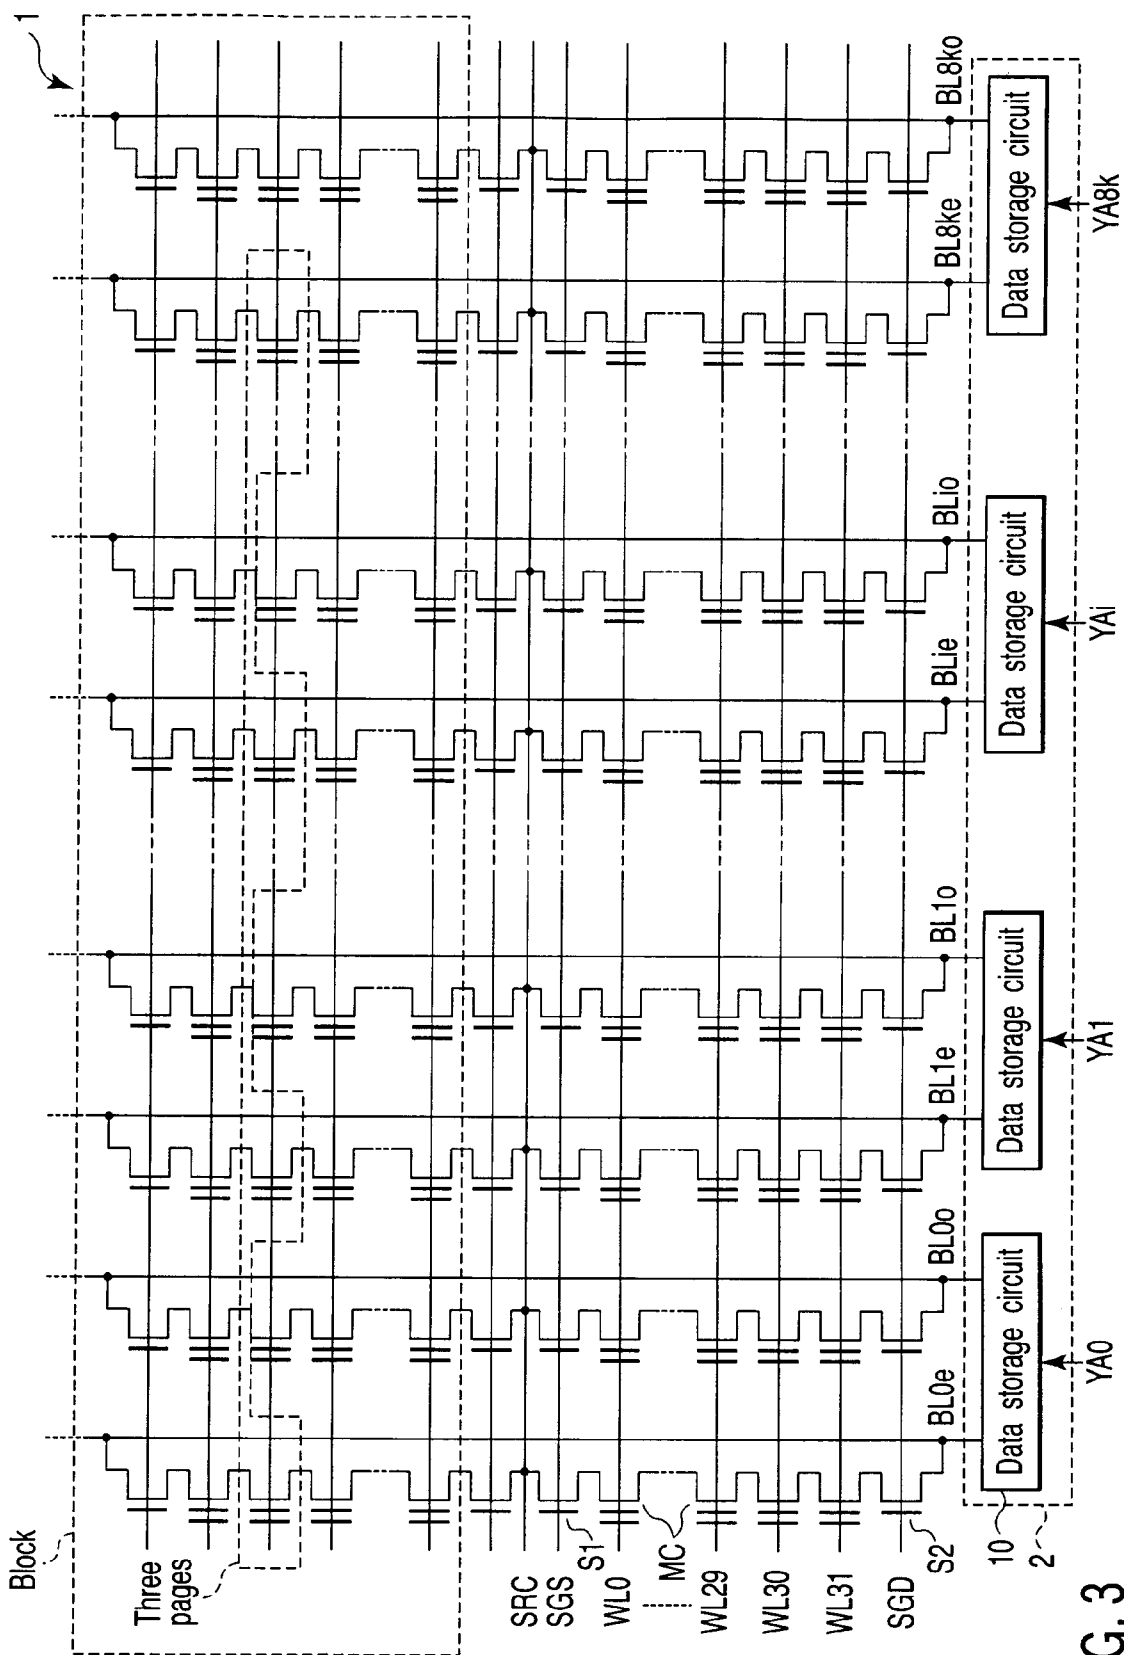 1
Block
Three
pages
SRC
SGS
S1
WL0
MC
WL29
WL30
WL31
SGD
S2
BL0e
BL0o
BL1e
BL1o
BLie
BLio
BL8ke
BL8ko
10
2
Data storage circuit
Data storage circuit
Data storage circuit
Data storage circuit
YA0
YA1
YAi
YA8k
G. 3